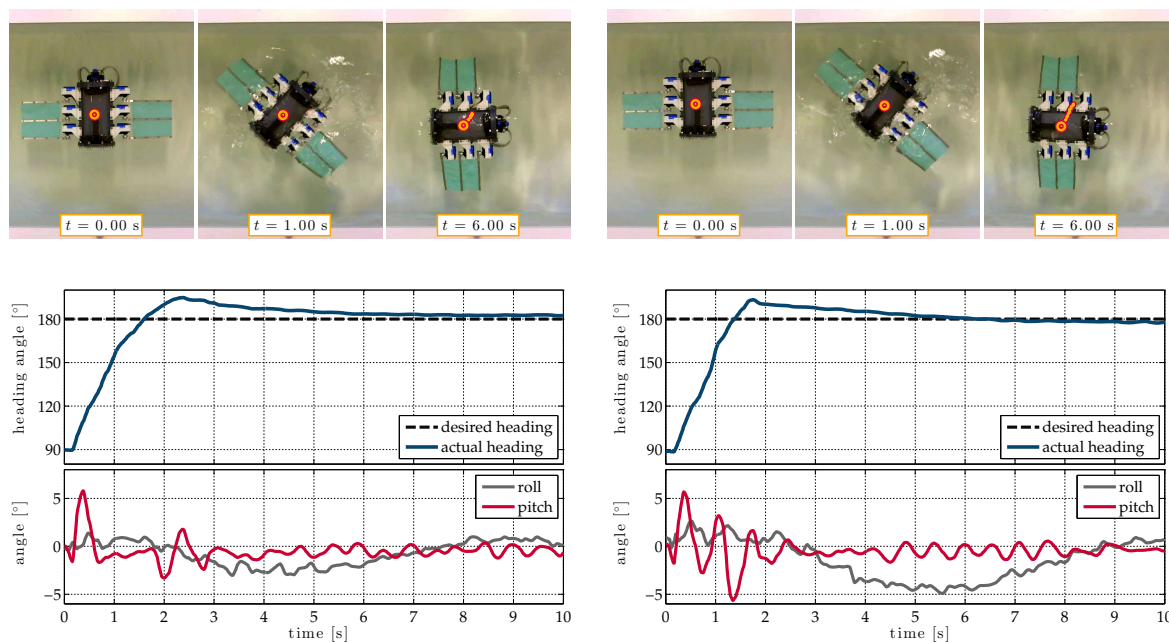 t = 0.00 s
t = 1.00 s
t = 6.00 s
t = 0.00 s
t = 1.00 s
t = 6.00 s
heading angle [°]
180
150
120
90
desired heading
actual heading
angle [°]
5
0
−5
roll
pitch
0 1 2 3 4 5 6 7 8 9 10
time [s]
heading angle [°]
180
150
120
90
desired heading
actual heading
angle [°]
5
0
−5
roll
pitch
0 1 2 3 4 5 6 7 8 9 10
time [s]